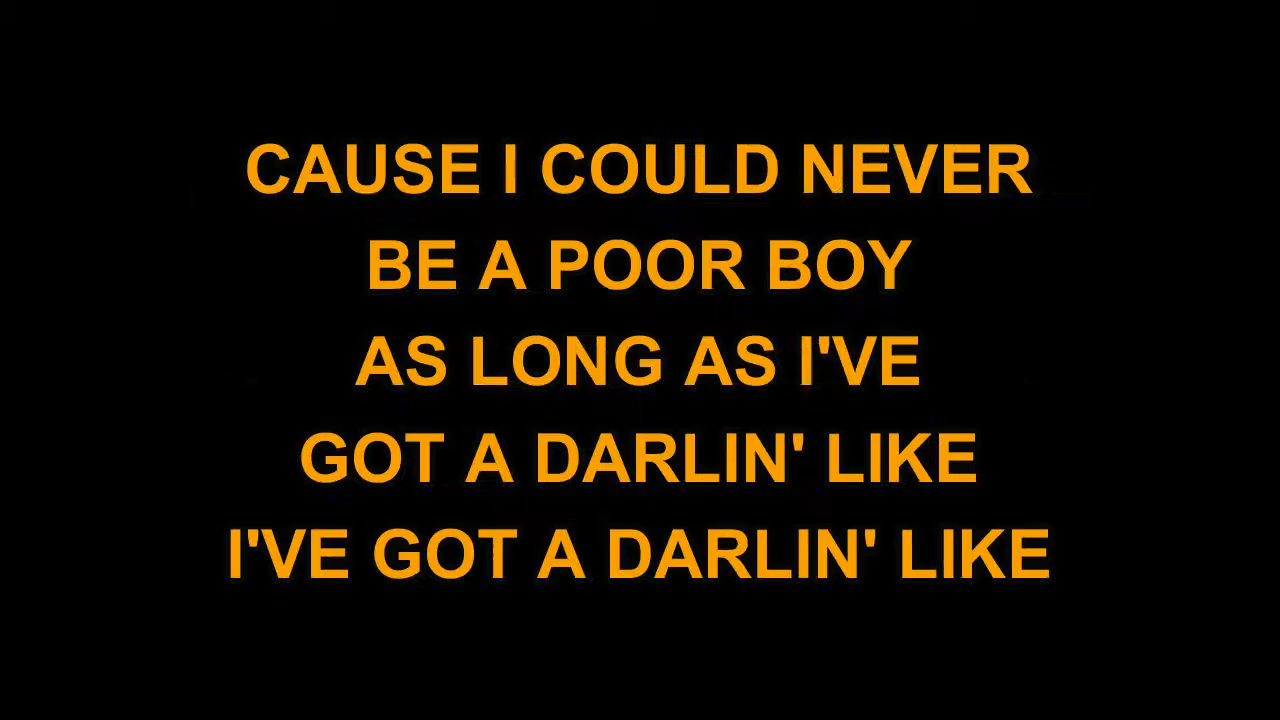 CAUSE I COULD NEVER
BE A POOR BOY
AS LONG AS I'VE
GOT A DARLIN' LIKE
I'VE GOT A DARLIN' LIKE